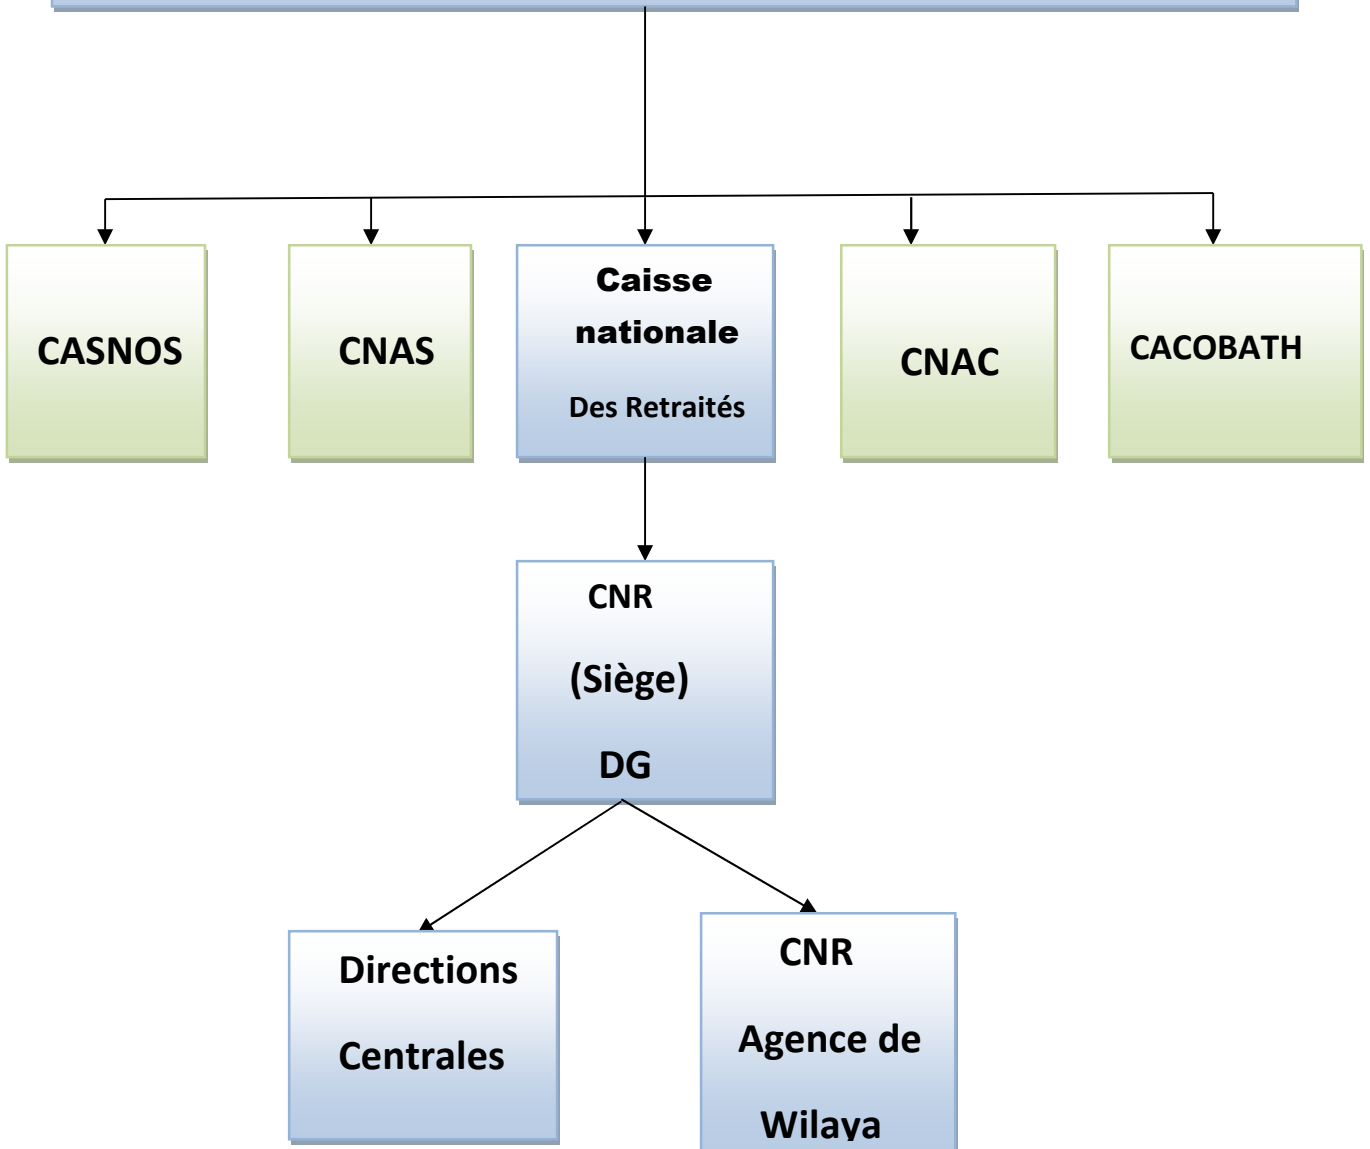 CASNOS
CNAS
Caisse
nationale
Des Retraités
CNAC
CACOBATH
CNR
(Siège)
DG
Directions
Centrales
CNR
Agence de
Wilaya